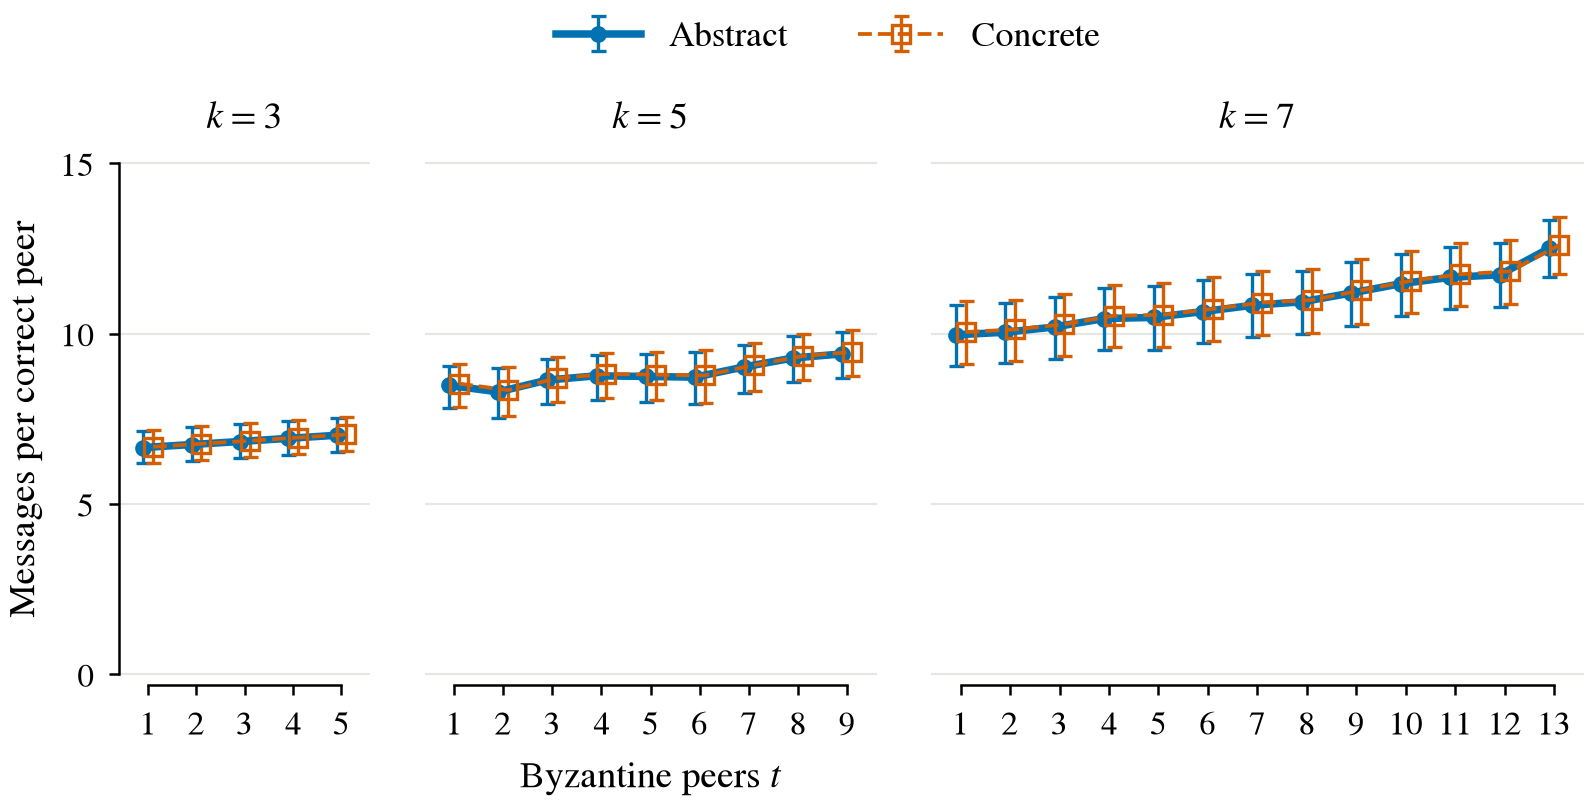 Abstract Concrete
k = 3 k = 5 k = 7
15
10
5
0
Messages per correct peer
1 2 3 4 5 1 2 3 4 5 6 7 8 9 1 2 3 4 5 6 7 8 9 10 11 12 13
Byzantine peers t